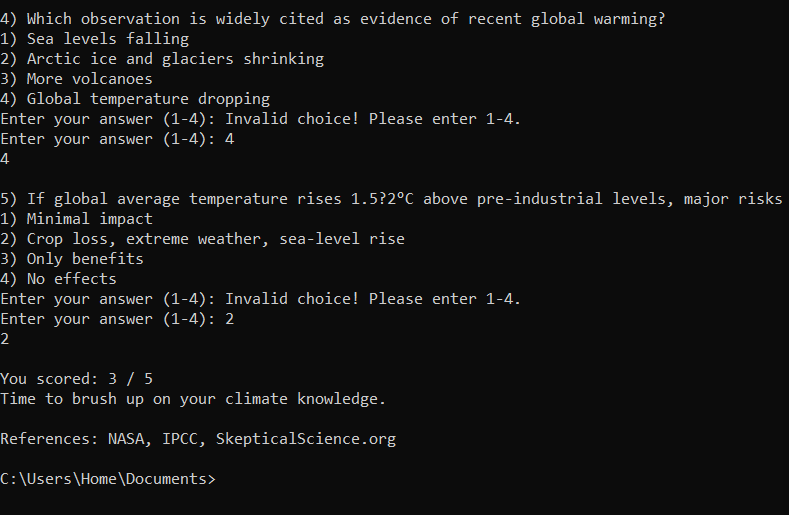 4) Which observation is widely cited as evidence of recent global warming?
1) Sea levels falling
2) Arctic ice and glaciers shrinking
3) More volcanoes
4) Global temperature dropping
Enter your answer (1-4): Invalid choice! Please enter 1-4.
Enter your answer (1-4): 4
4
5) If global average temperature rises 1.5?2°C above pre-industrial levels, major risks
1) Minimal impact
2) Crop loss, extreme weather, sea-level rise
3) Only benefits
4) No effects
Enter your answer (1-4): Invalid choice! Please enter 1-4.
Enter your answer (1-4): 2
2
You scored: 3 / 5
Time to brush up on your climate knowledge.
References: NASA, IPCC, SkepticalScience.org
C:\Users\Home\Documents>